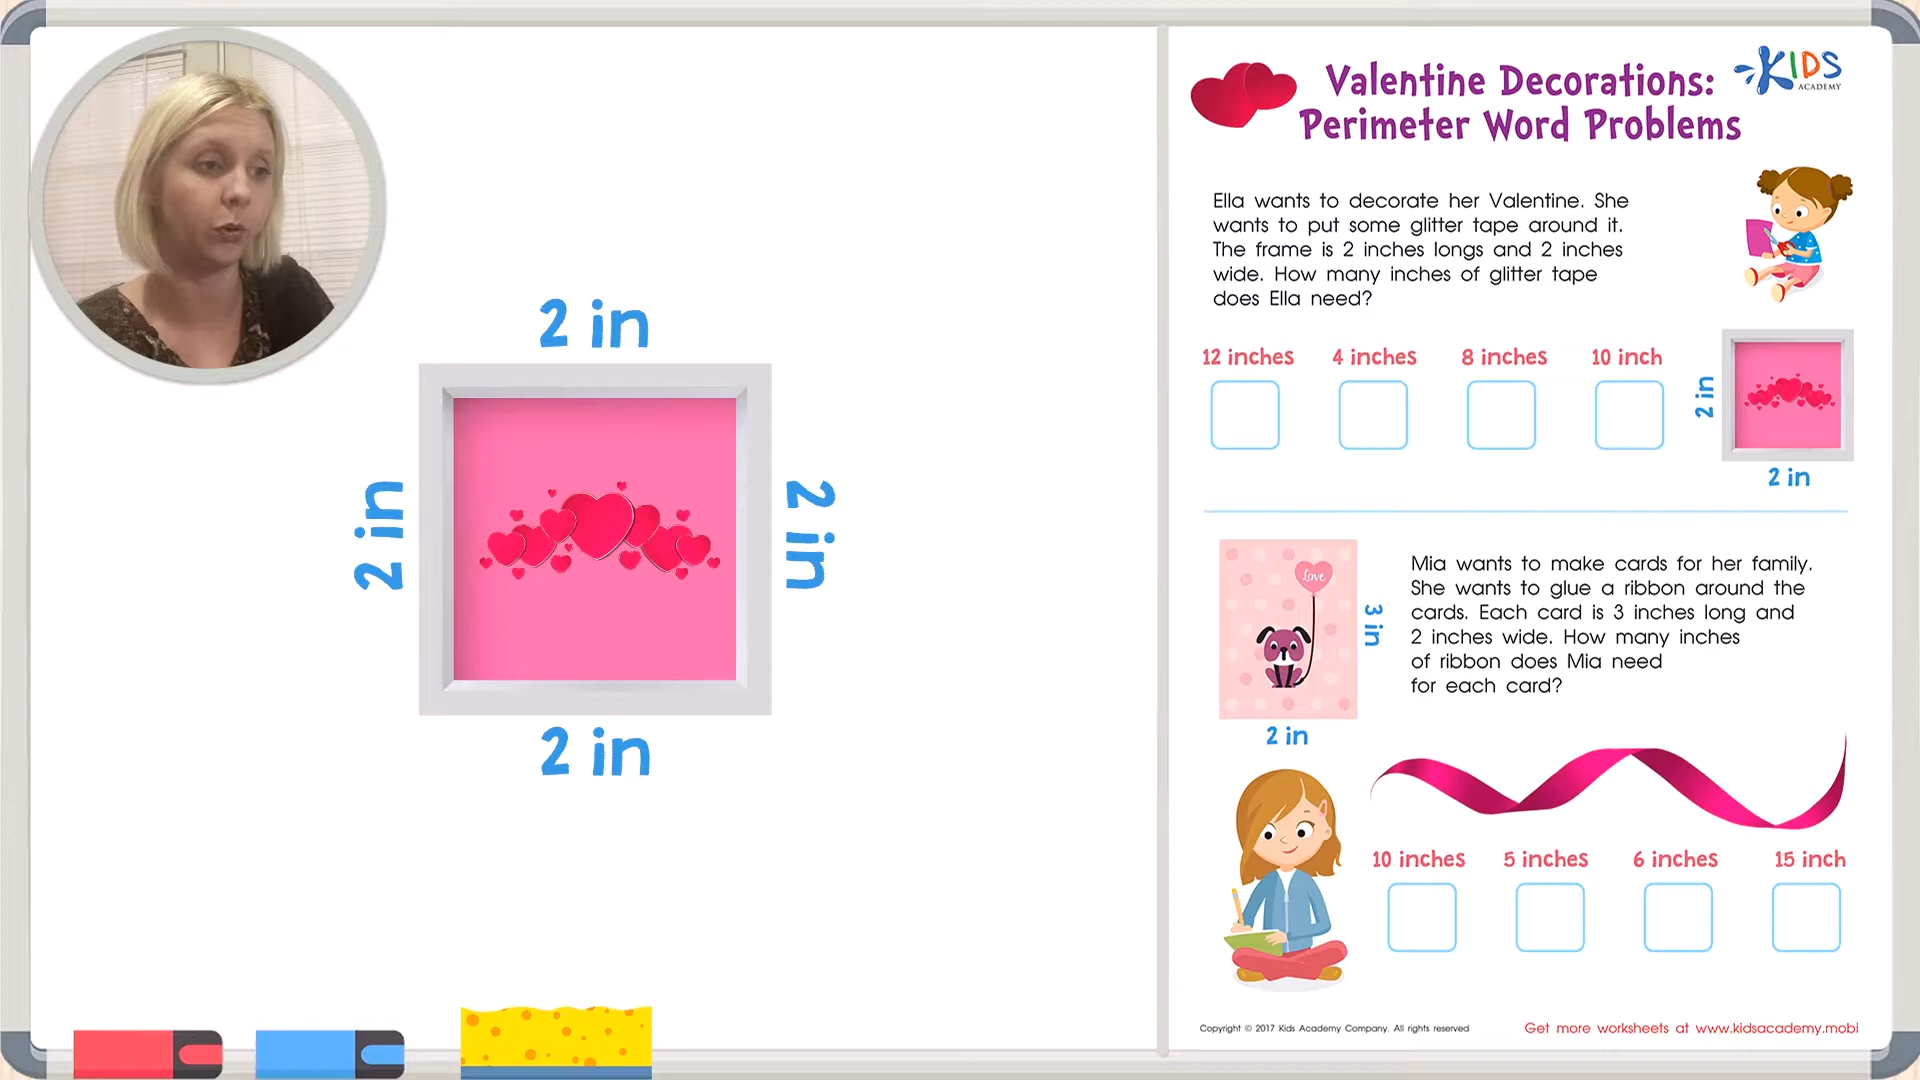 2 in
2 in
2 in
2 in
Valentine Decorations:
Perimeter Word Problems
KIDS
ACADEMY
Ella wants to decorate her Valentine. She
wants to put some glitter tape around it.
The frame is 2 inches longs and 2 inches
wide. How many inches of glitter tape
does Ella need?
12 inches
4 inches
8 inches
10 inch
2 in
2 in
Love
3 in
2 in
Mia wants to make cards for her family.
She wants to glue a ribbon around the
cards. Each card is 3 inches long and
2 inches wide. How many inches
of ribbon does Mia need
for each card?
10 inches
5 inches
6 inches
15 inch
Copyright © 2017 Kids Academy Company. All rights reserved
Get more worksheets at www.kidsacademy.mobi